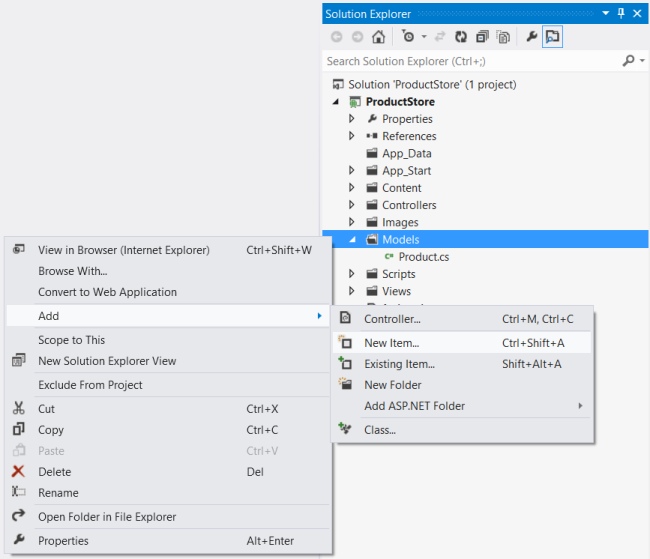 Solution Explorer
Search Solution Explorer (Ctrl+;)
Solution 'ProductStore' (1 project)
ProductStore
Properties
References
App_Data
App_Start
Content
Controllers
Images
Models
Product.cs
Scripts
Views
View in Browser (Internet Explorer) Ctrl+Shift+W
Browse With...
Convert to Web Application
Add
Scope to This
New Solution Explorer View
Exclude From Project
Cut Ctrl+X
Copy Ctrl+C
Paste Ctrl+V
Delete Del
Rename
Open Folder in File Explorer
Properties Alt+Enter
Controller... Ctrl+M, Ctrl+C
New Item... Ctrl+Shift+A
Existing Item... Shift+Alt+A
New Folder
Add ASP.NET Folder
Class...